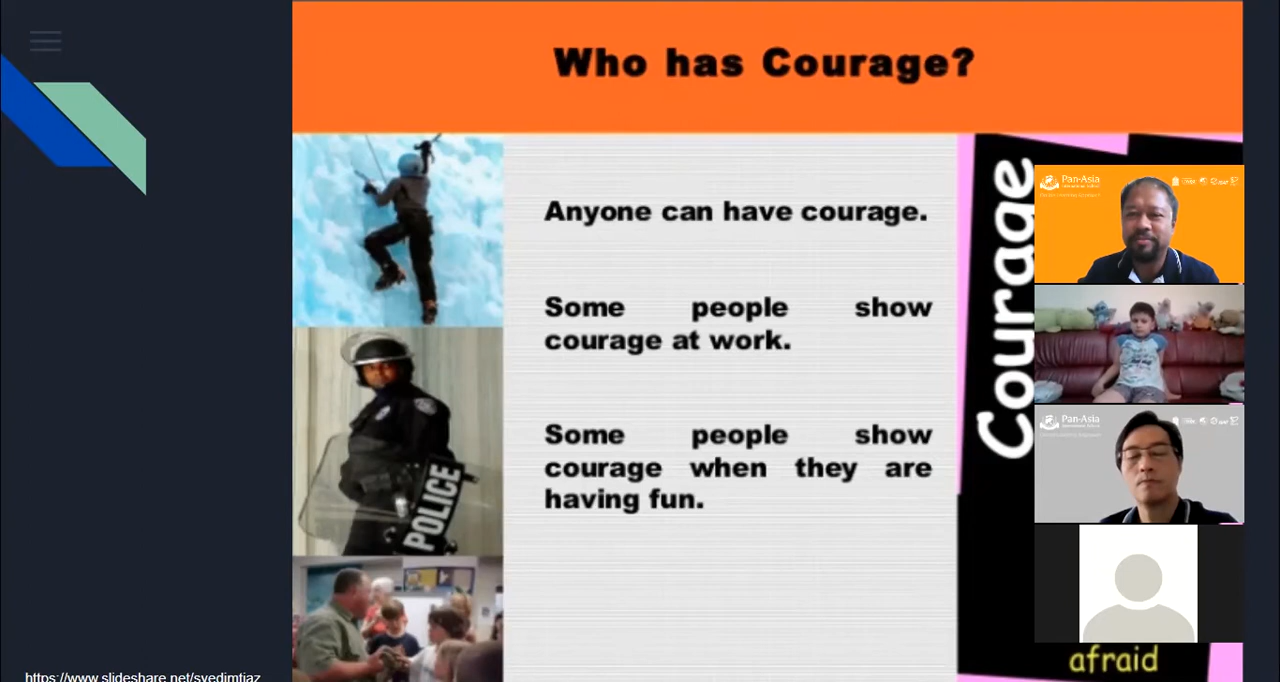 Who has Courage?
Anyone can have courage.
Some people show
courage at work.
Some people show
courage when they are
having fun.
POLICE
Courage
Pan-Asia
Pan-Asia
afraid
https://www.slideshare.net/syedimtiaz